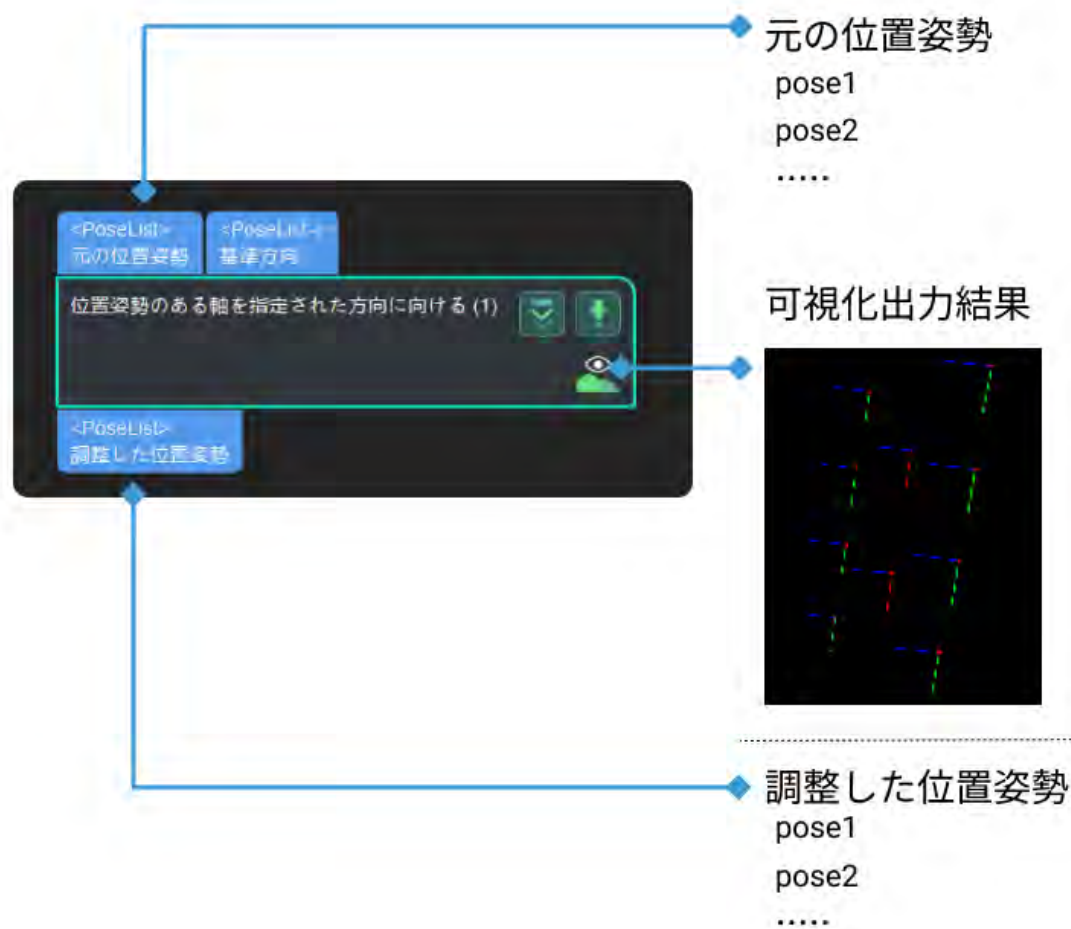 元の位置姿勢
pose1
pose2
.....
<PoseList>
元の位置姿勢
<PoseList>
基準方向
位置姿勢のある軸を指定された方向に向ける (1)
可視化出力結果
<PoseList>
調整した位置姿勢
調整した位置姿勢
pose1
pose2
.....